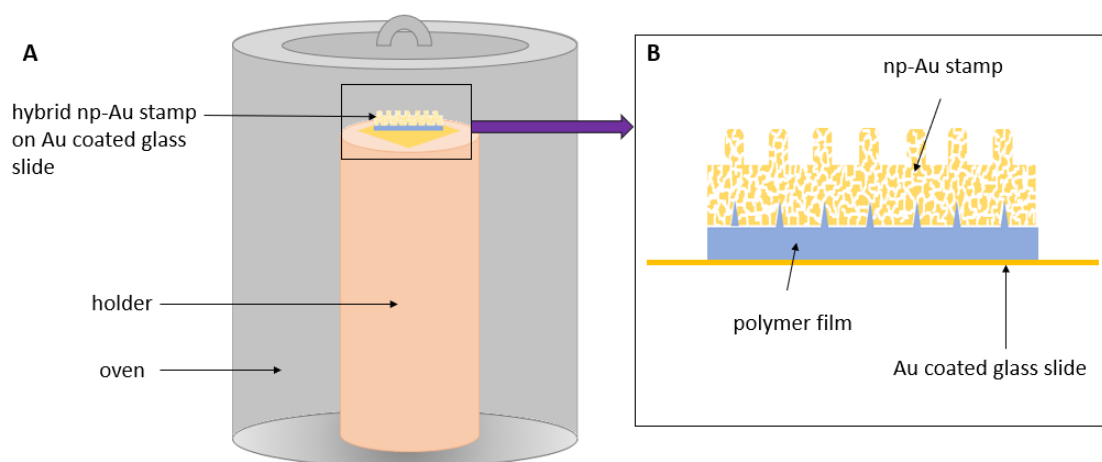 A
hybrid np-Au stamp
on Au coated glass
slide
holder
oven
B
np-Au stamp
polymer film
Au coated glass slide